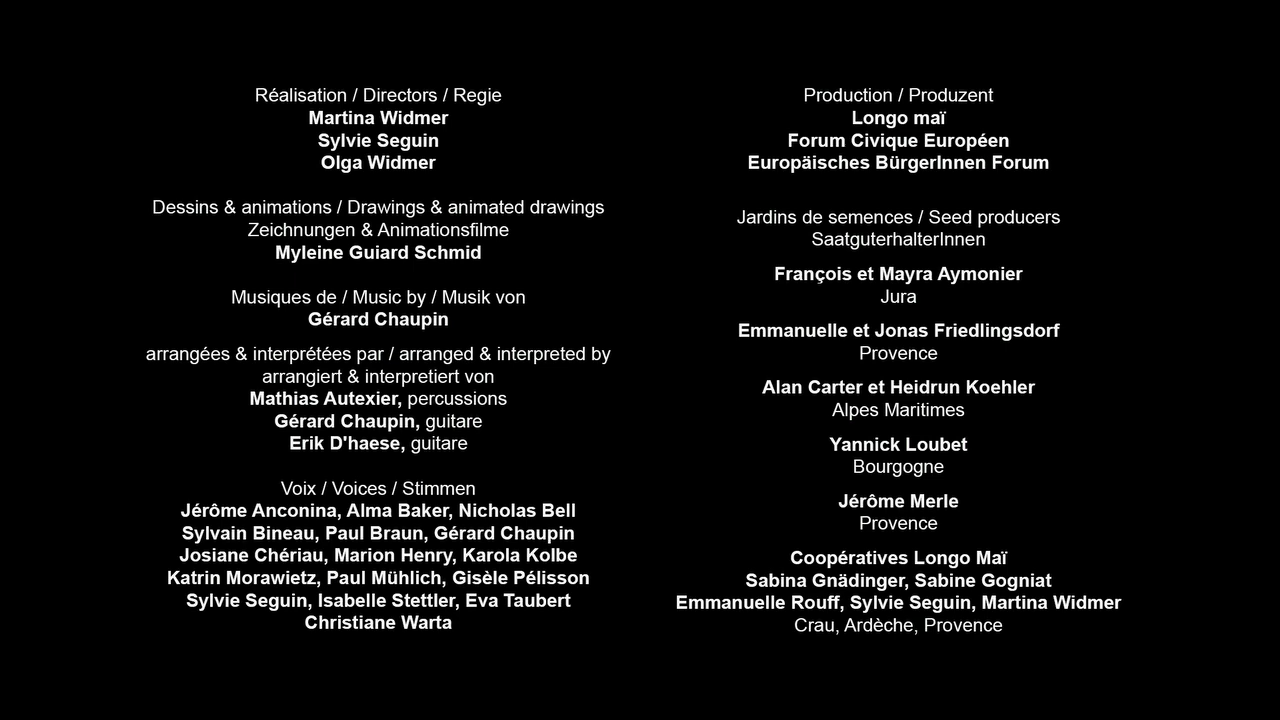 Réalisation / Directors / Regie
Martina Widmer
Sylvie Seguin
Olga Widmer
Dessins & animations / Drawings & animated drawings
Zeichnungen & Animationsfilme
Myleine Guiard Schmid
Musiques de / Music by / Musik von
Gérard Chaupin
arrangées & interprétées par / arranged & interpreted by
arrangiert & interpretiert von
Mathias Autexier, percussions
Gérard Chaupin, guitare
Erik D'haese, guitare
Voix / Voices / Stimmen
Jérôme Anconina, Alma Baker, Nicholas Bell
Sylvain Bineau, Paul Braun, Gérard Chaupin
Josiane Chériau, Marion Henry, Karola Kolbe
Katrin Morawietz, Paul Mühlich, Gisèle Pélisson
Sylvie Seguin, Isabelle Stettler, Eva Taubert
Christiane Warta
Production / Produzent
Longo maï
Forum Civique Européen
Europäisches BürgerInnen Forum
Jardins de semences / Seed producers
SaatguterhalterInnen
François et Mayra Aymonier
Jura
Emmanuelle et Jonas Friedlingsdorf
Provence
Alan Carter et Heidrun Koehler
Alpes Maritimes
Yannick Loubet
Bourgogne
Jérôme Merle
Provence
Coopératives Longo Maï
Sabina Gnädinger, Sabine Gogniat
Emmanuelle Rouff, Sylvie Seguin, Martina Widmer
Crau, Ardèche, Provence